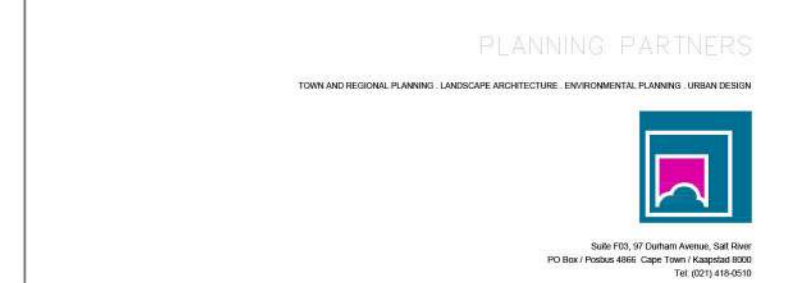 PLANNING PARTNERS
TOWN AND REGIONAL PLANNING . LANDSCAPE ARCHITECTURE . ENVIRONMENTAL PLANNING . URBAN DESIGN
Suite F03, 97 Durham Avenue, Salt River
PO Box / Posbus 4866 Cape Town / Kaapstad 8000
Tel: (021) 418-0510